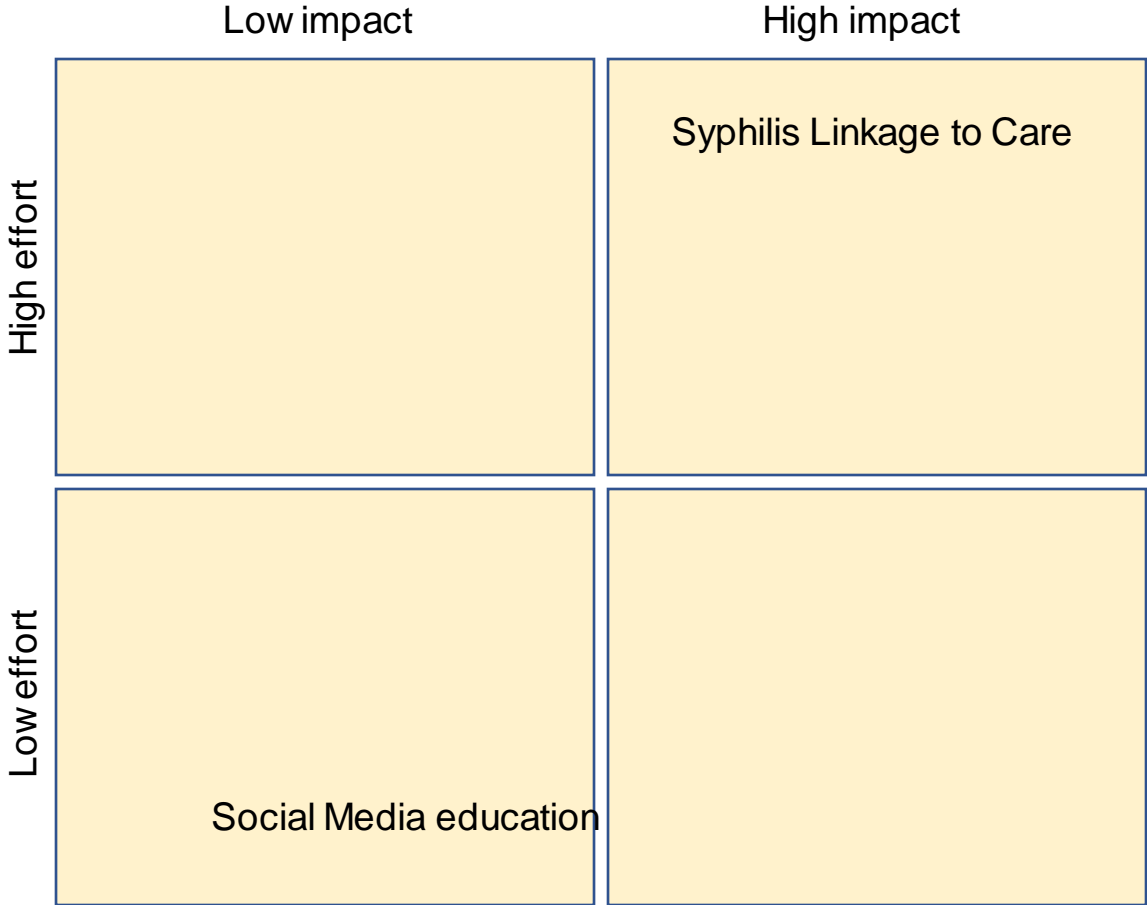 Low impact
High impact
High effort
Syphilis Linkage to Care
Low effort
Social Media education